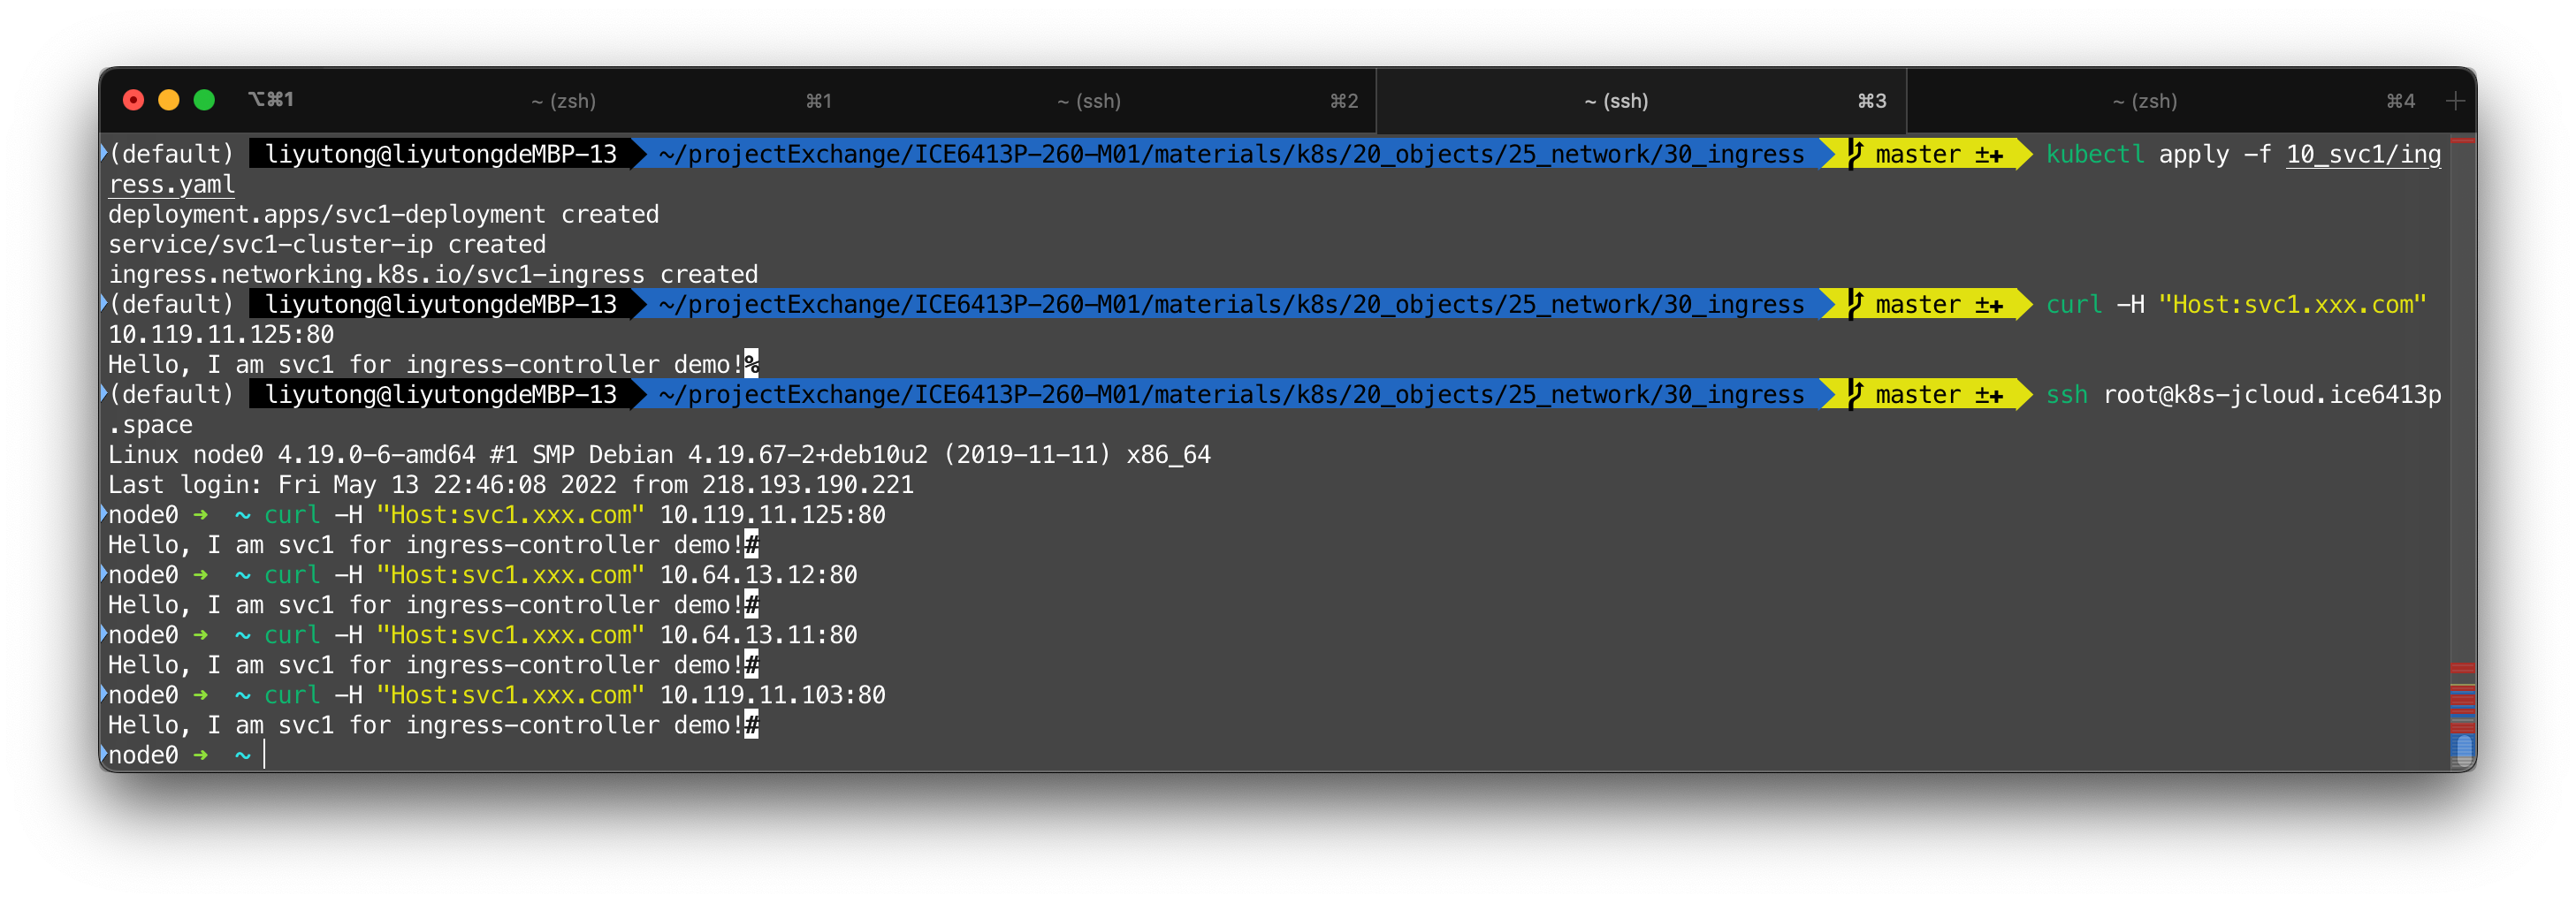 ⌥⌘1 ~ (zsh) ⌘1 ~ (ssh) ⌘2 ~ (ssh) ⌘3 ~ (zsh) ⌘4 +
(default) liyutong@liyutongdeMBP-13 ~/projectExchange/ICE6413P-260-M01/materials/k8s/20_objects/25_network/30_ingress master ±✚ kubectl apply -f 10_svc1/ing
ress.yaml
deployment.apps/svc1-deployment created
service/svc1-cluster-ip created
ingress.networking.k8s.io/svc1-ingress created
(default) liyutong@liyutongdeMBP-13 ~/projectExchange/ICE6413P-260-M01/materials/k8s/20_objects/25_network/30_ingress master ±✚ curl -H "Host:svc1.xxx.com"
10.119.11.125:80
Hello, I am svc1 for ingress-controller demo!%
(default) liyutong@liyutongdeMBP-13 ~/projectExchange/ICE6413P-260-M01/materials/k8s/20_objects/25_network/30_ingress master ±✚ ssh root@k8s-jcloud.ice6413p
.space
Linux node0 4.19.0-6-amd64 #1 SMP Debian 4.19.67-2+deb10u2 (2019-11-11) x86_64
Last login: Fri May 13 22:46:08 2022 from 218.193.190.221
node0 ➜ ~ curl -H "Host:svc1.xxx.com" 10.119.11.125:80
Hello, I am svc1 for ingress-controller demo!#
node0 ➜ ~ curl -H "Host:svc1.xxx.com" 10.64.13.12:80
Hello, I am svc1 for ingress-controller demo!#
node0 ➜ ~ curl -H "Host:svc1.xxx.com" 10.64.13.11:80
Hello, I am svc1 for ingress-controller demo!#
node0 ➜ ~ curl -H "Host:svc1.xxx.com" 10.119.11.103:80
Hello, I am svc1 for ingress-controller demo!#
node0 ➜ ~